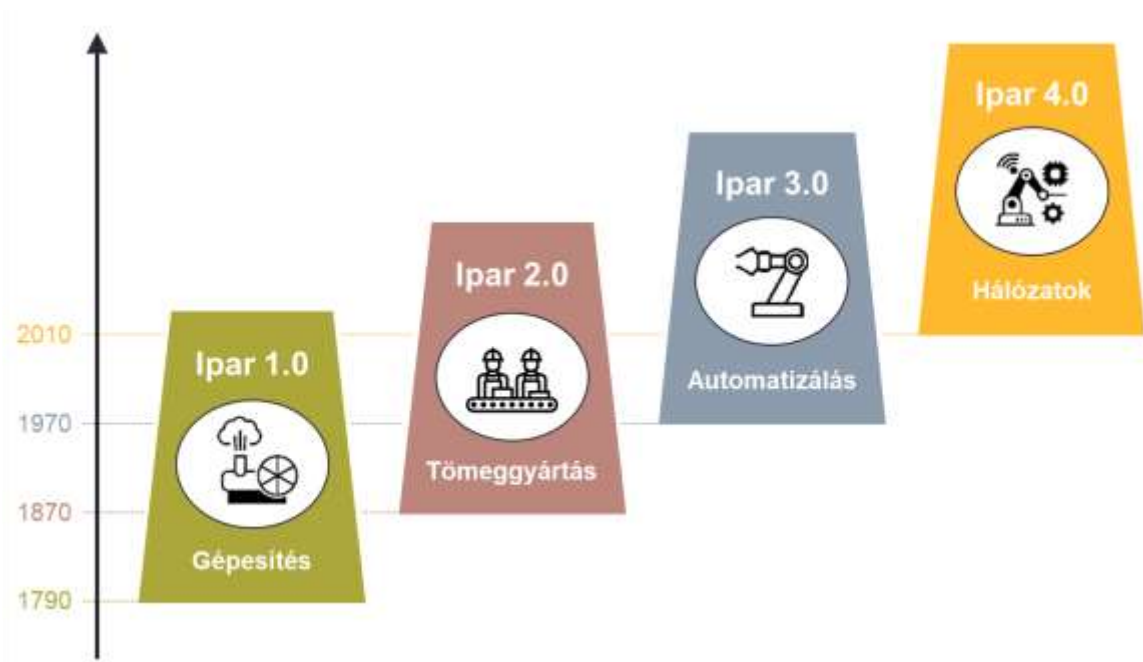 Ipar 4.0
Hálózatok
Ipar 3.0
Automatizálás
Ipar 2.0
Tömeggyártás
Ipar 1.0
Gépesítés
2010
1970
1870
1790